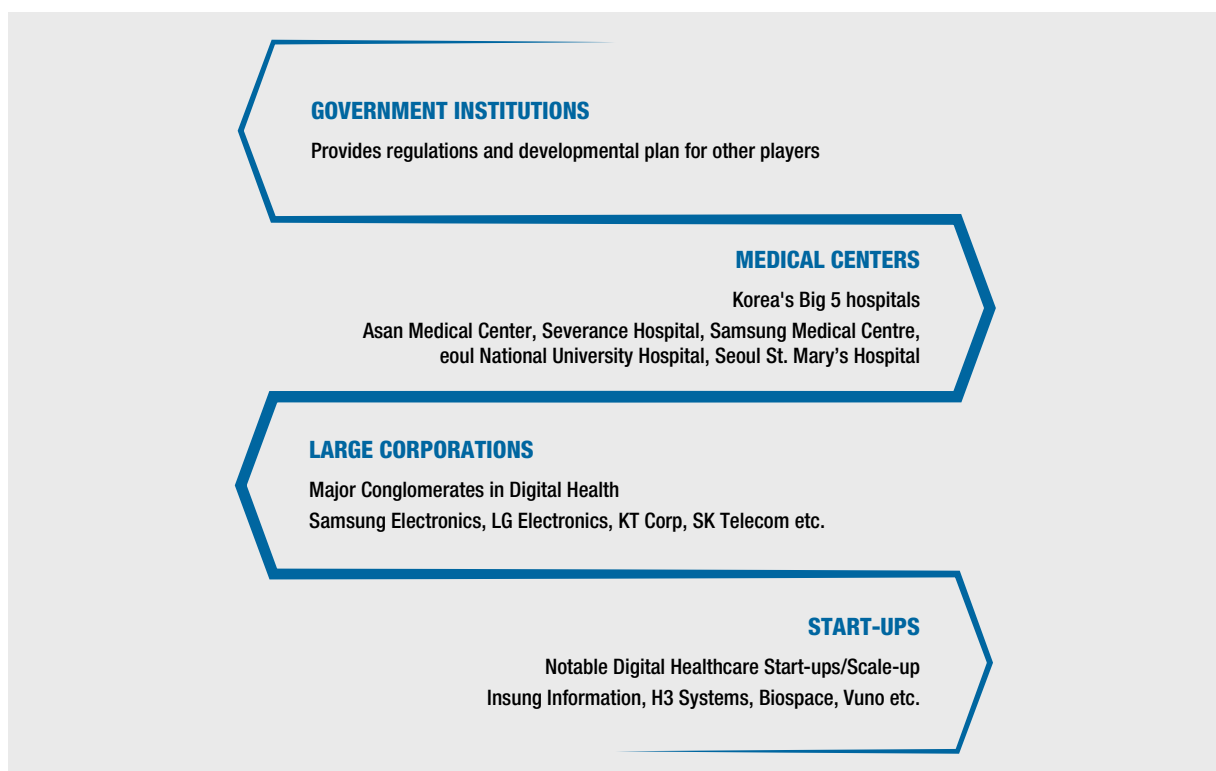 GOVERNMENT INSTITUTIONS
Provides regulations and developmental plan for other players
MEDICAL CENTERS
Korea's Big 5 hospitals
Asan Medical Center, Severance Hospital, Samsung Medical Centre,
eoul National University Hospital, Seoul St. Mary’s Hospital
LARGE CORPORATIONS
Major Conglomerates in Digital Health
Samsung Electronics, LG Electronics, KT Corp, SK Telecom etc.
START-UPS
Notable Digital Healthcare Start-ups/Scale-up
Insung Information, H3 Systems, Biospace, Vuno etc.